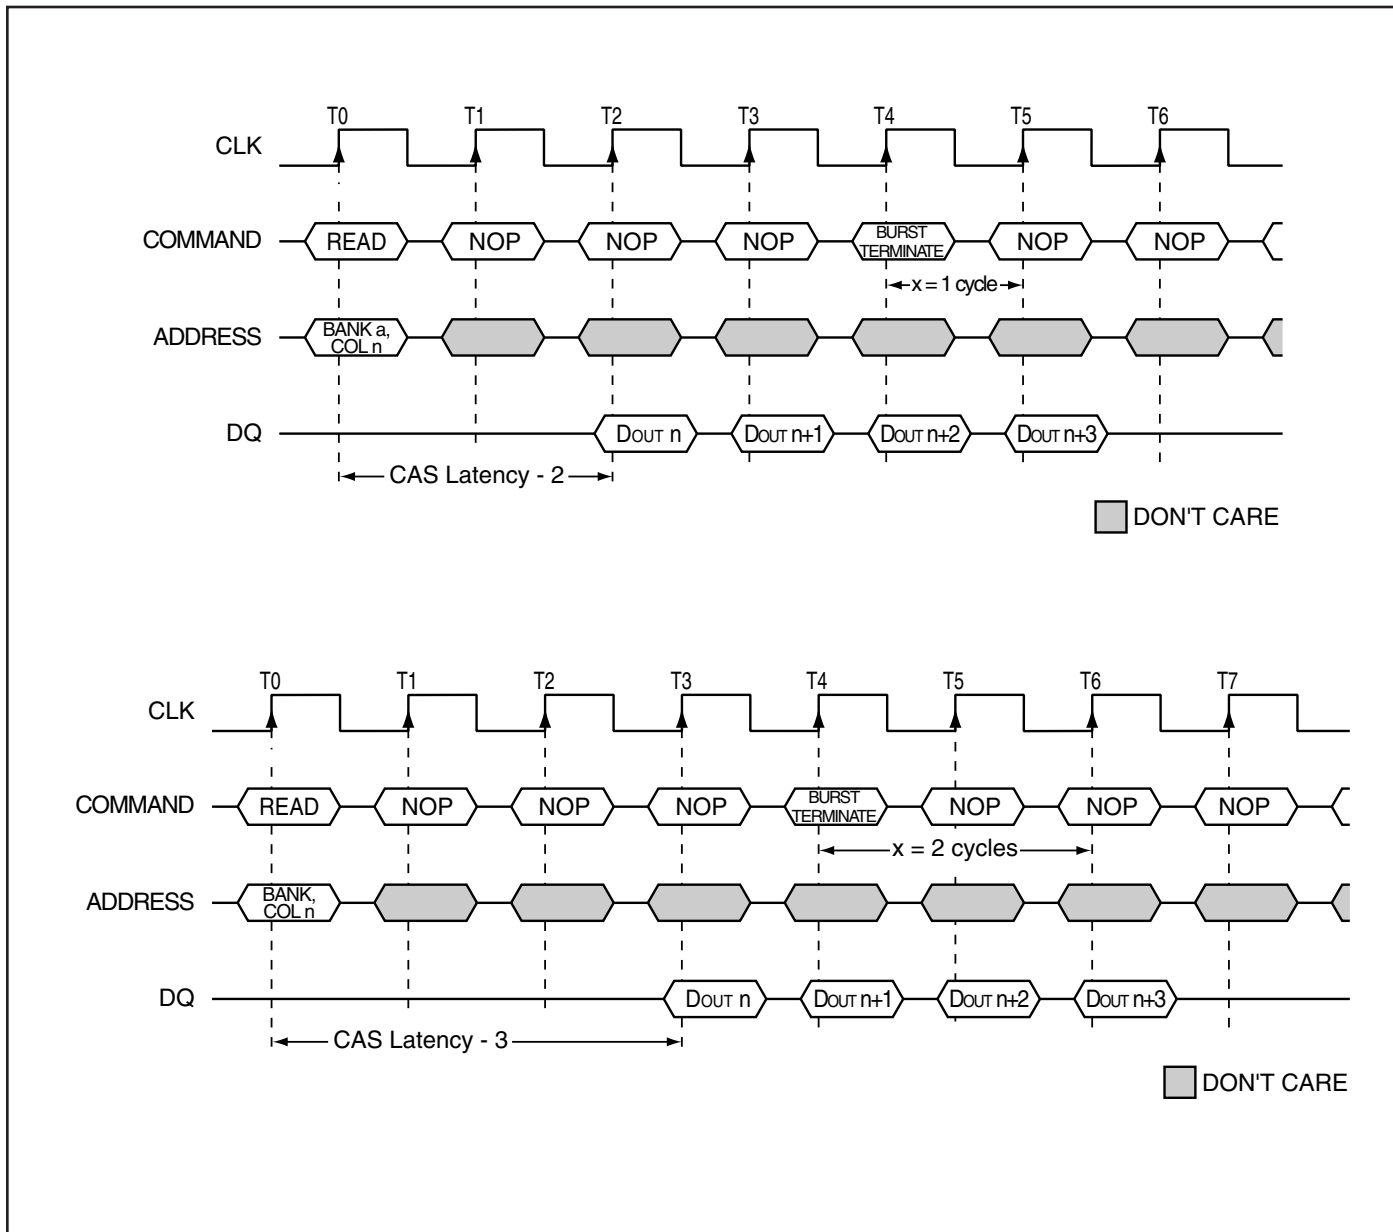 T0 T1 T2 T3 T4 T5 T6
CLK
COMMAND READ NOP NOP NOP BURST TERMINATE NOP NOP
x = 1 cycle
ADDRESS BANK a, COL n
DQ DOUT n DOUT n+1 DOUT n+2 DOUT n+3
CAS Latency - 2
DON'T CARE
T0 T1 T2 T3 T4 T5 T6 T7
CLK
COMMAND READ NOP NOP NOP BURST TERMINATE NOP NOP NOP
x = 2 cycles
ADDRESS BANK, COL n
DQ DOUT n DOUT n+1 DOUT n+2 DOUT n+3
CAS Latency - 3
DON'T CARE